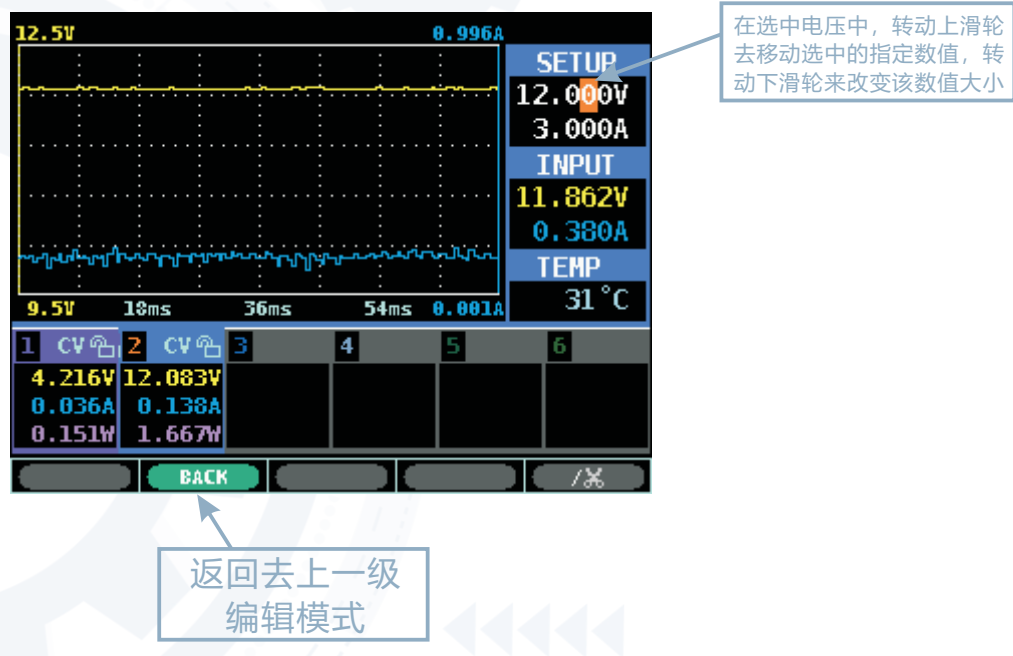 12.5V 0.996A
在选中电压中，转动上滑轮
去移动选中的指定数值，转
动下滑轮来改变该数值大小
SETUP
12.000V
3.000A
INPUT
11.862V
0.380A
TEMP
31°C
9.5V 18ms 36ms 54ms 0.001A
1 CV 2 CV 3 4 5 6
4.216V 12.083V
0.036A 0.138A
0.151W 1.667W
BACK /
返回去上一级
编辑模式